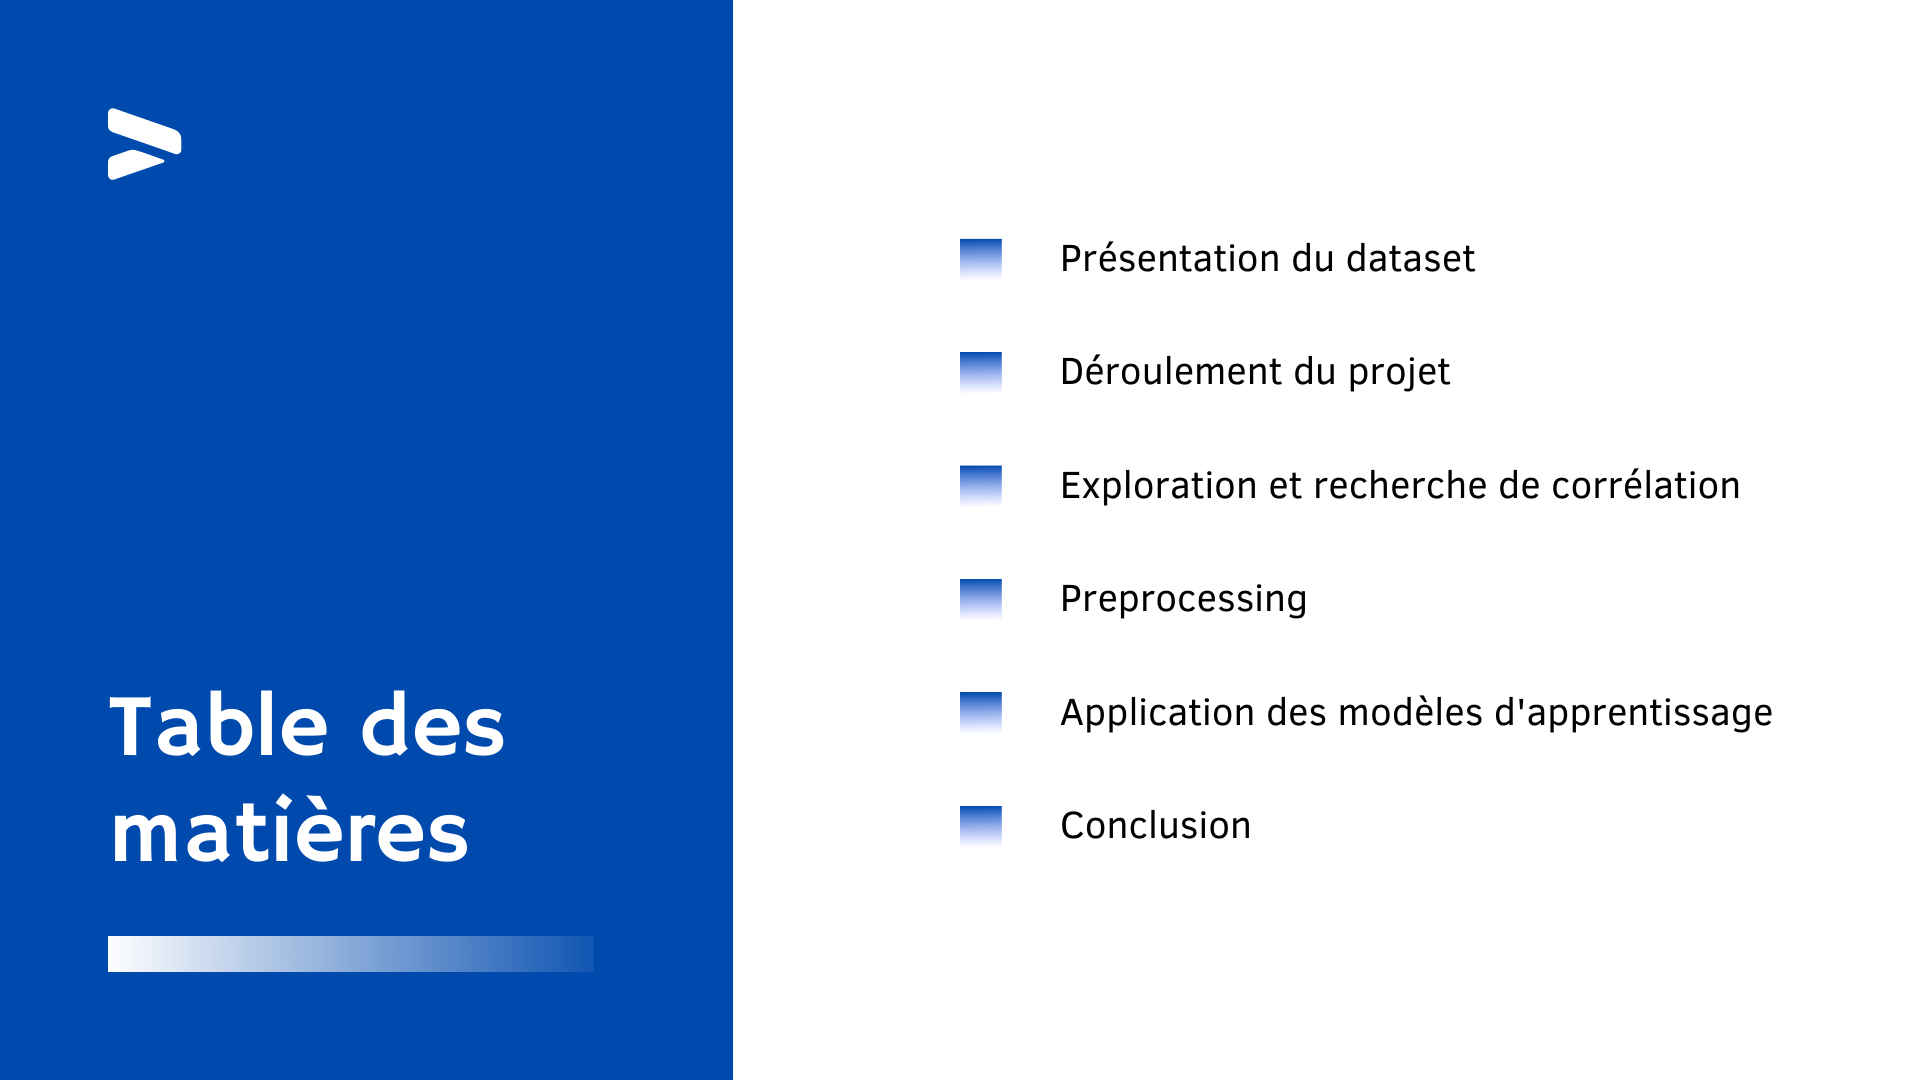 Table des
matières
Présentation du dataset
Déroulement du projet
Exploration et recherche de corrélation
Preprocessing
Application des modèles d'apprentissage
Conclusion